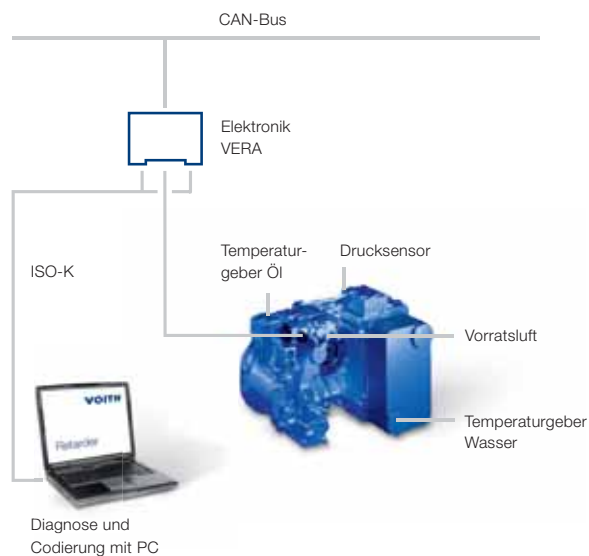 CAN-Bus
Elektronik
VERA
Temperatur-
geber Öl
Drucksensor
ISO-K
Vorratsluft
VOITH
Retarder
Temperaturgeber
Wasser
Diagnose und
Codierung mit PC